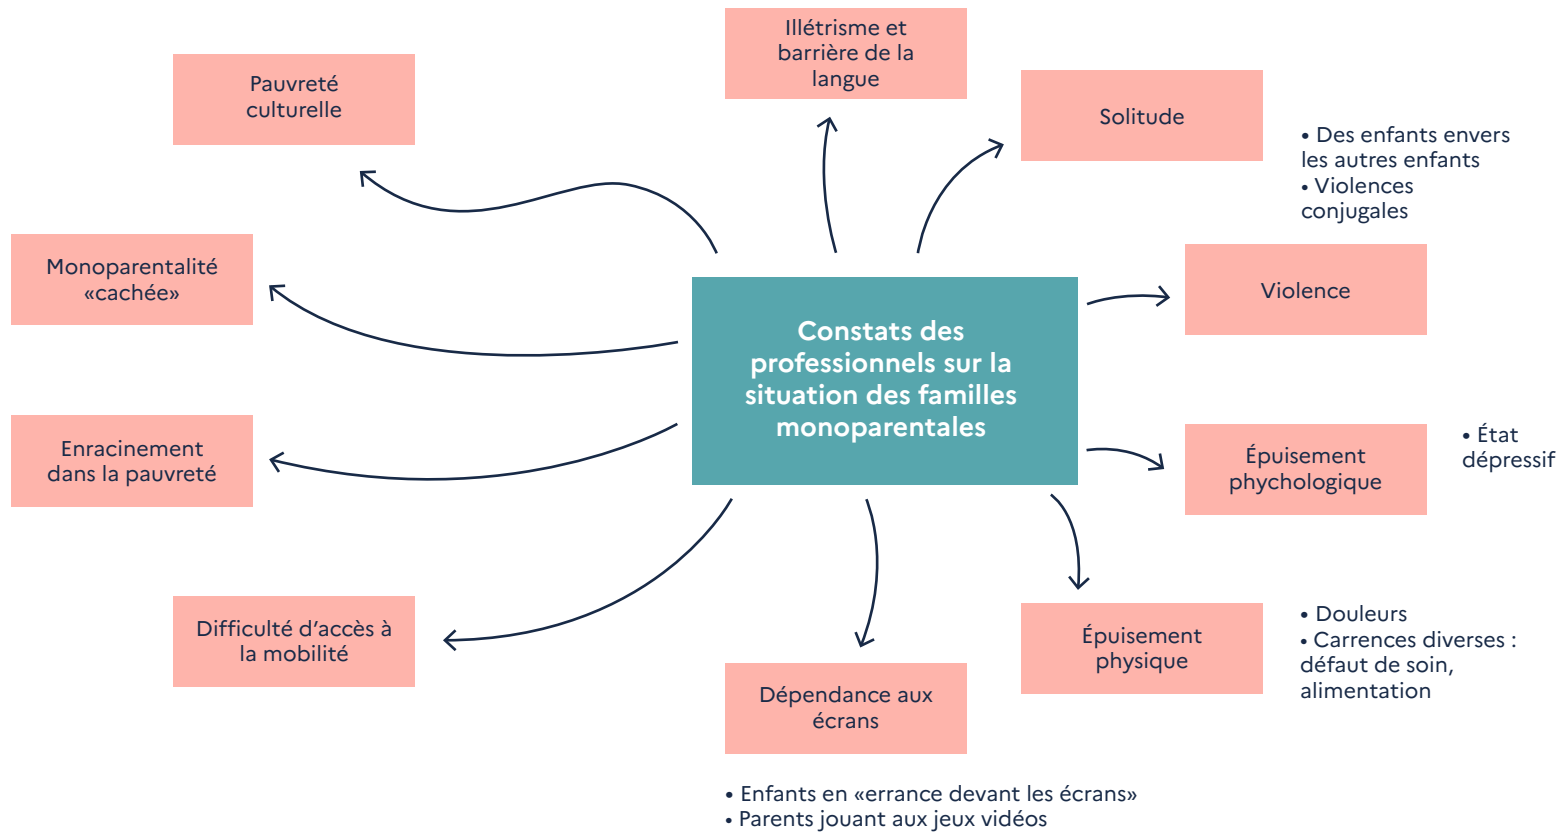 Illétrisme et
barrière de la
langue
Pauvreté
culturelle
Solitude
• Des enfants envers
les autres enfants
• Violences
conjugales
Monoparentalité
«cachée»
Violence
Constats des
professionnels sur la
situation des familles
monoparentales
Enracinement
dans la pauvreté
Épuisement
phychologique
• État
dépressif
Difficulté d’accès à
la mobilité
Épuisement
physique
• Douleurs
• Carrences diverses :
défaut de soin,
alimentation
Dépendance aux
écrans
• Enfants en «errance devant les écrans»
• Parents jouant aux jeux vidéos